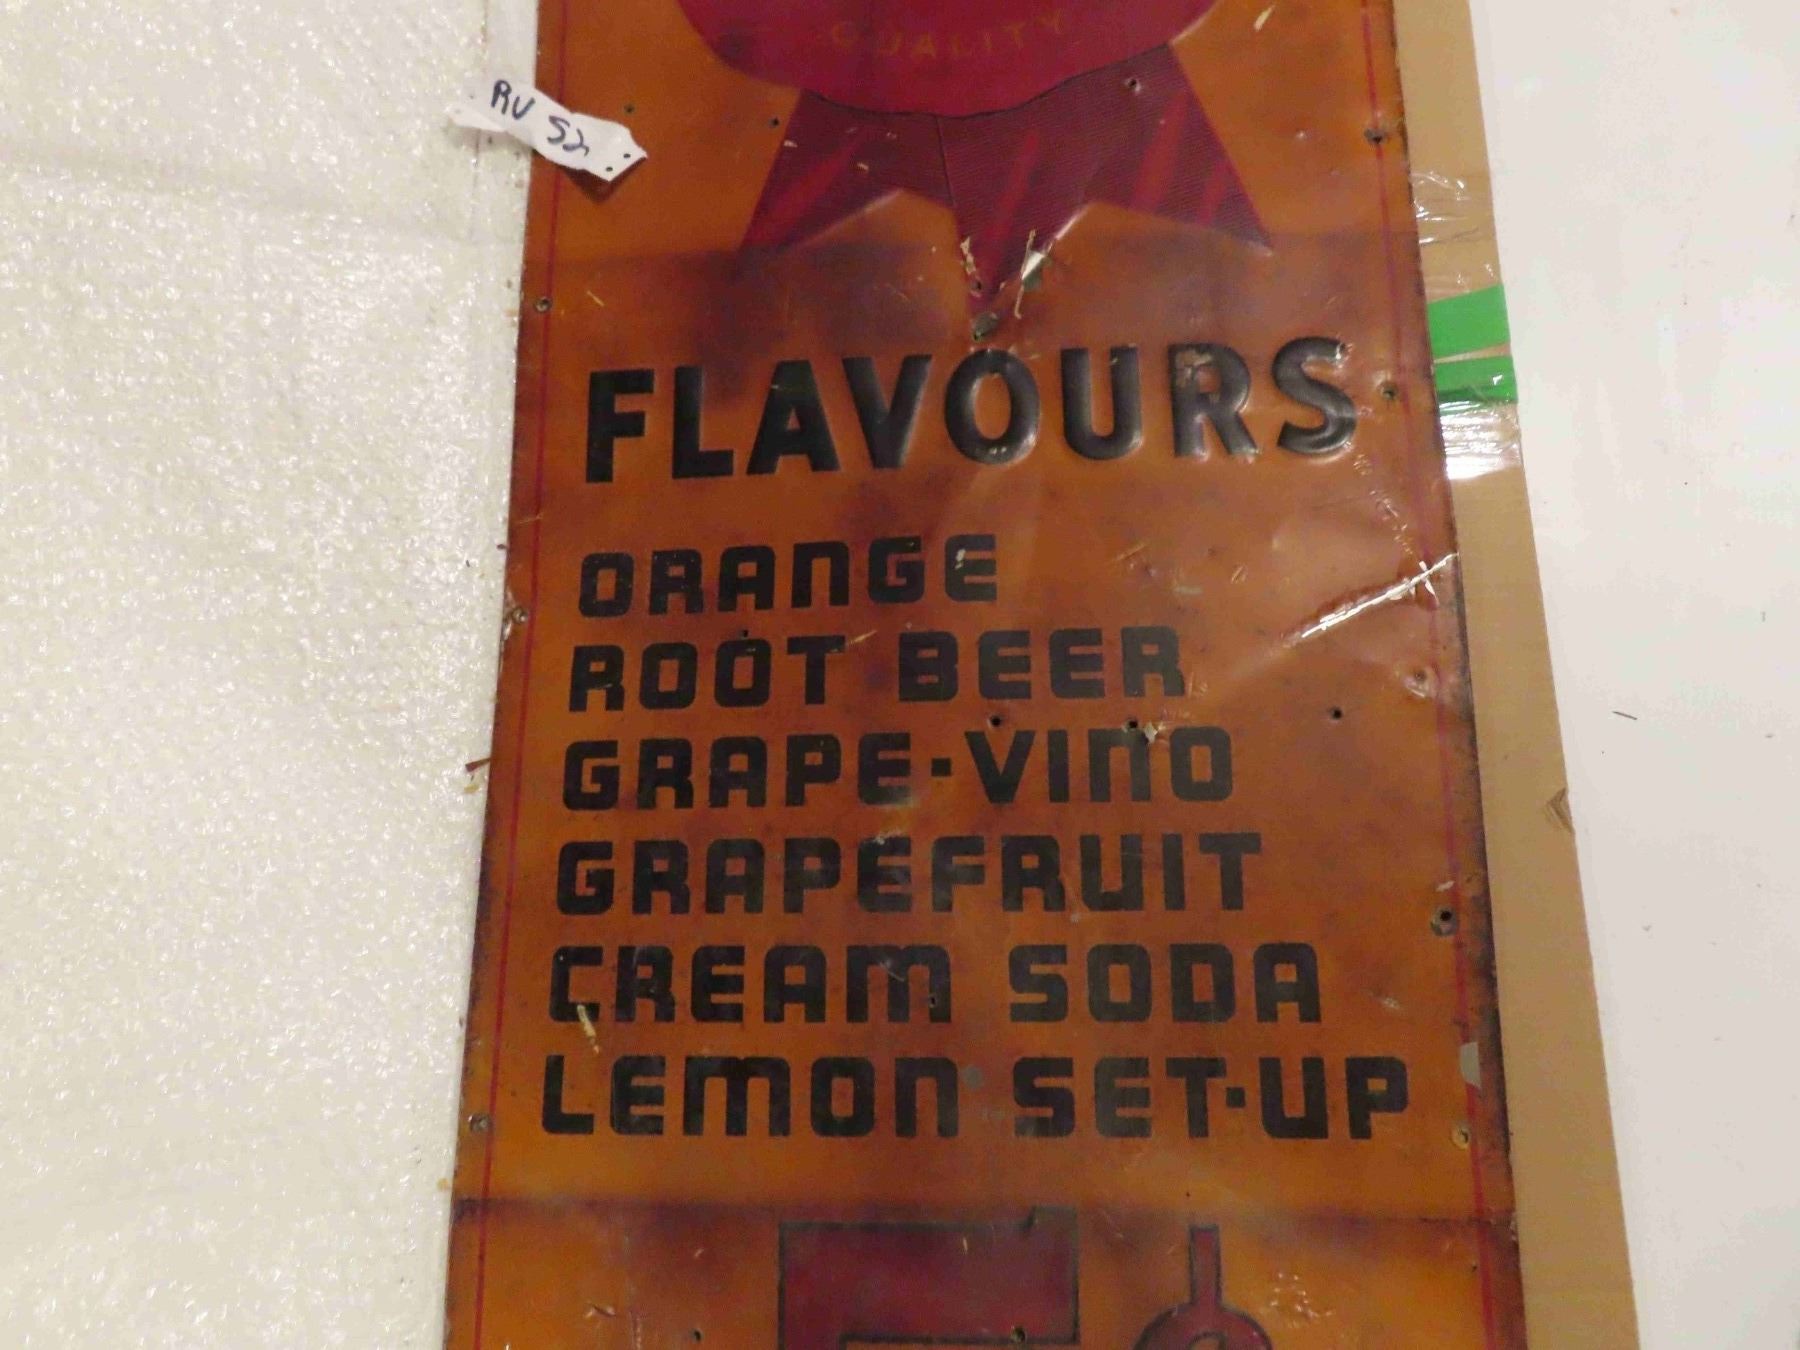 QUALITY
RV 52
FLAVOURS
ORANGE
ROOT BEER
GRAPE-VINO
GRAPEFRUIT
CREAM SODA
LEMON SET-UP